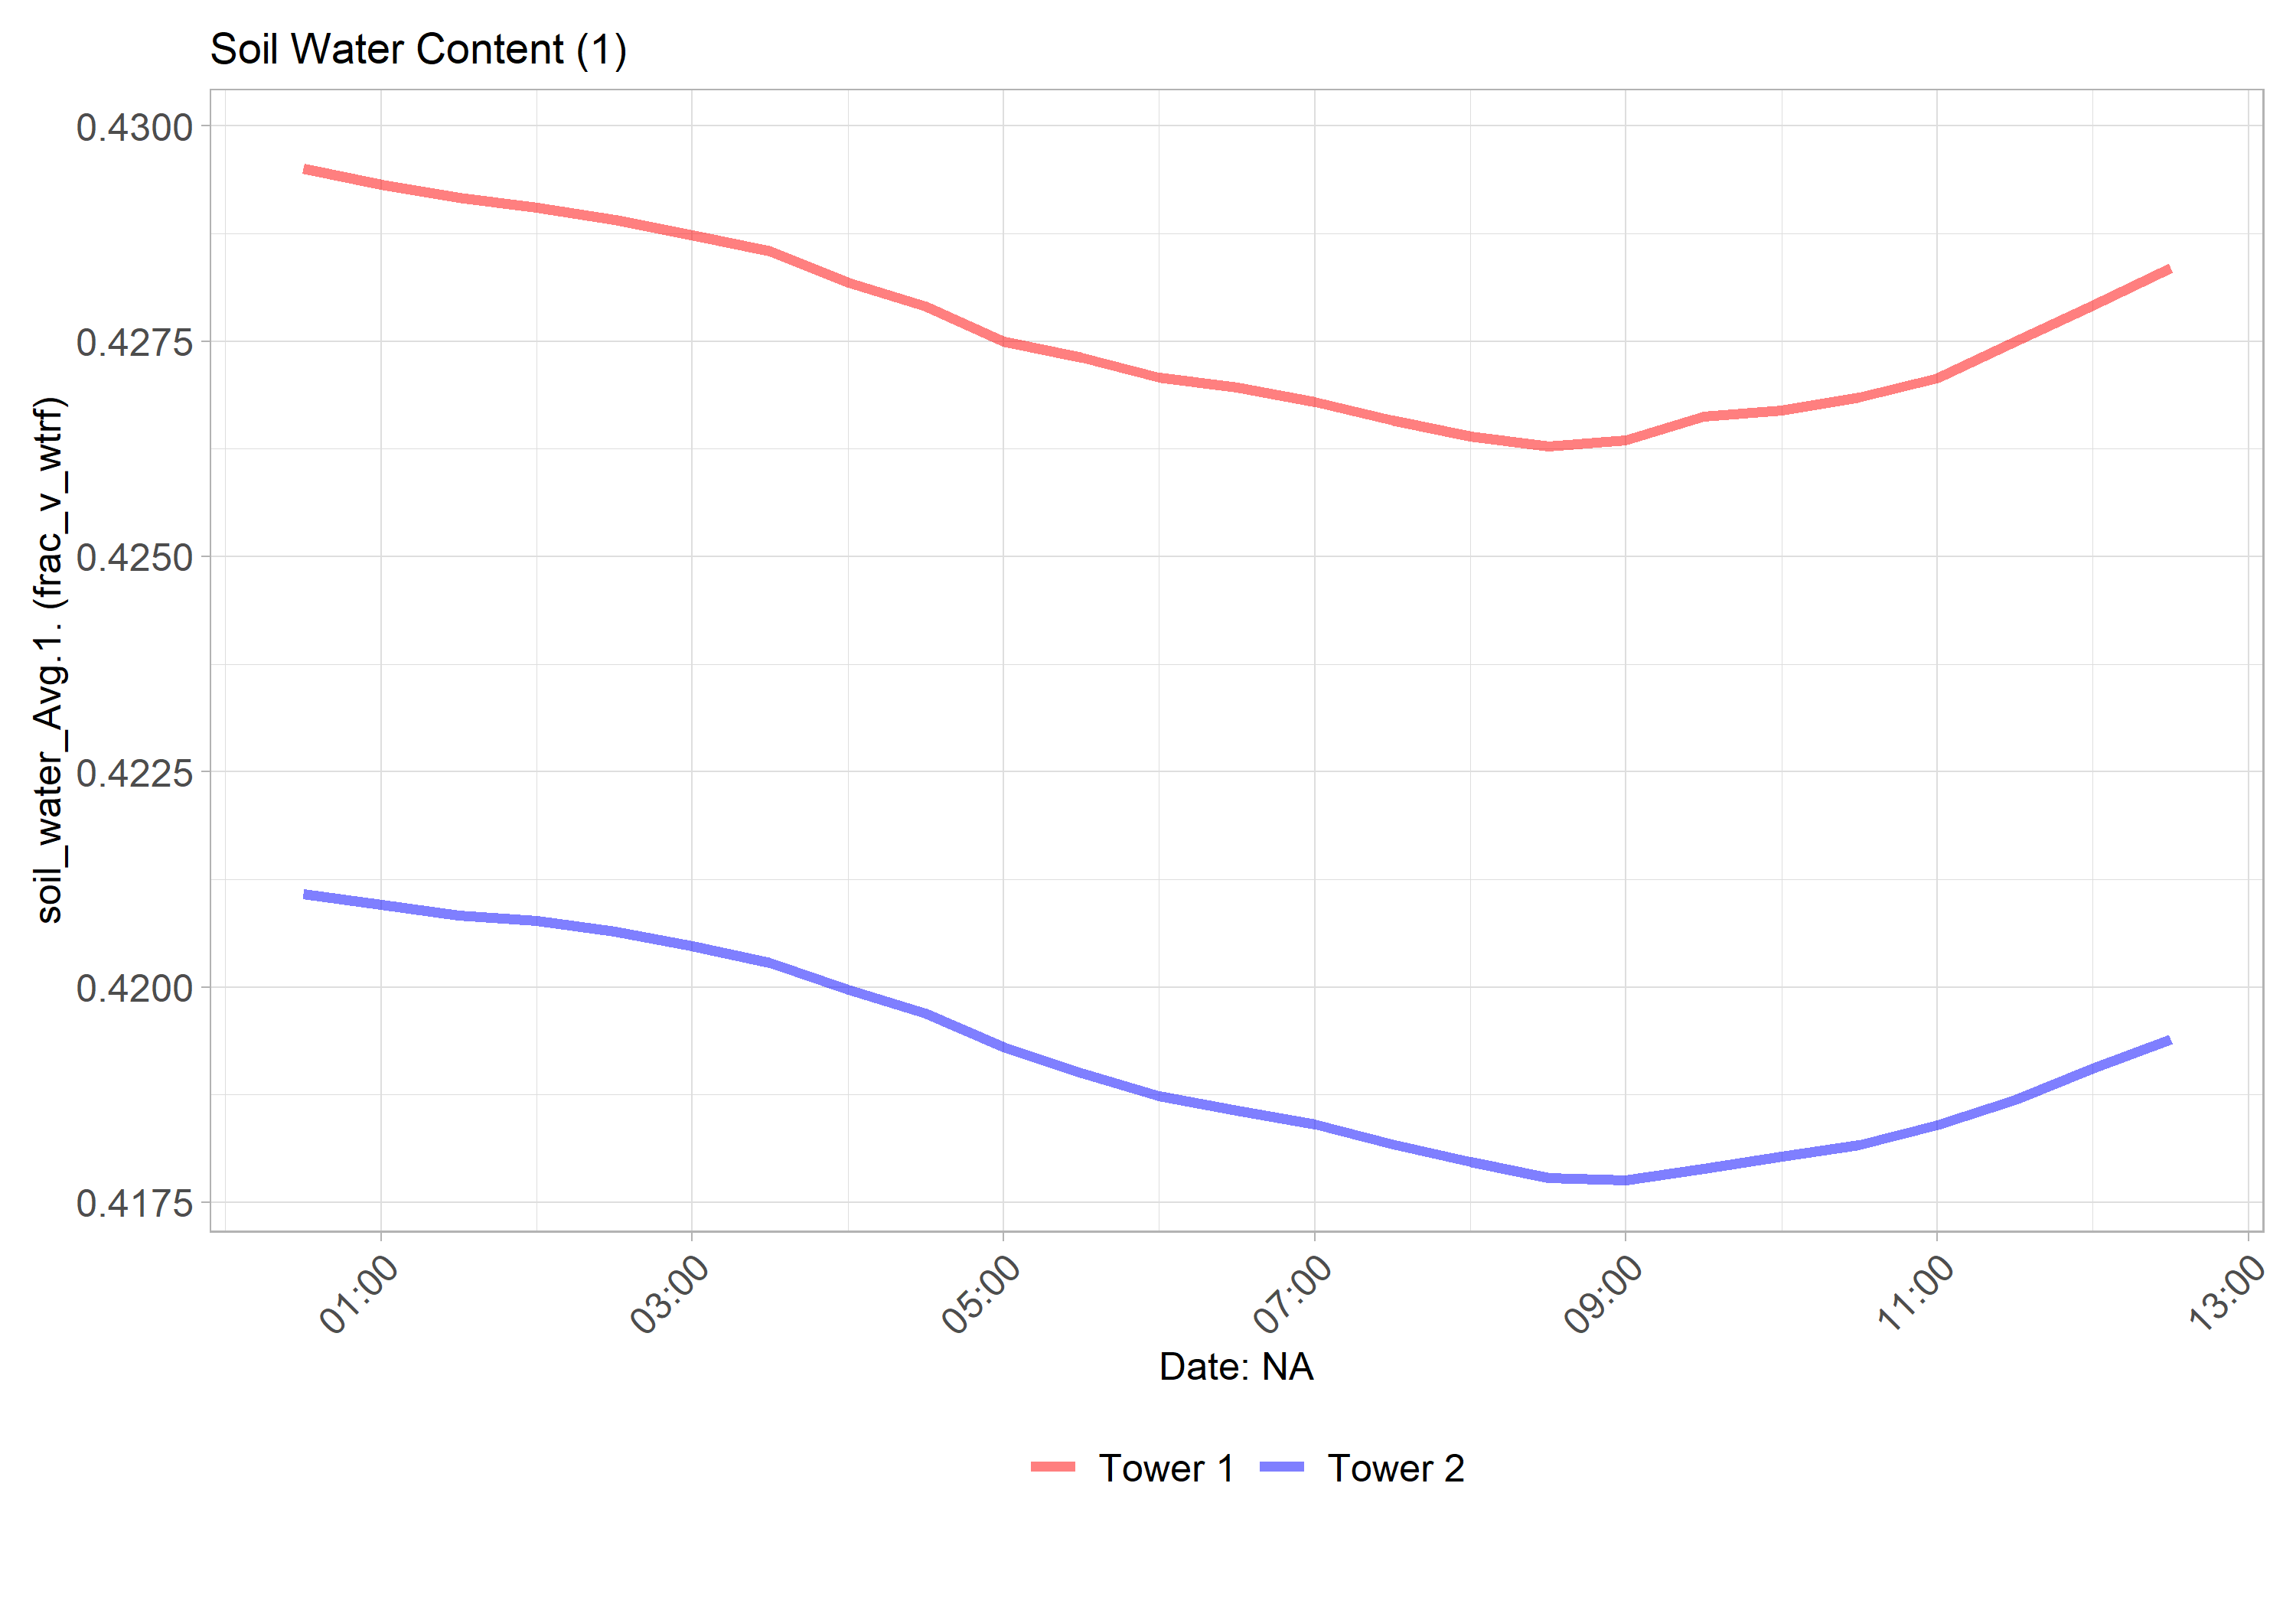 Soil Water Content (1)
soil_water_Avg.1. (frac_v_wtrf)
0.4300
0.4275
0.4250
0.4225
0.4200
0.4175
01:00
03:00
05:00
07:00
09:00
11:00
13:00
Date: NA
Tower 1
Tower 2